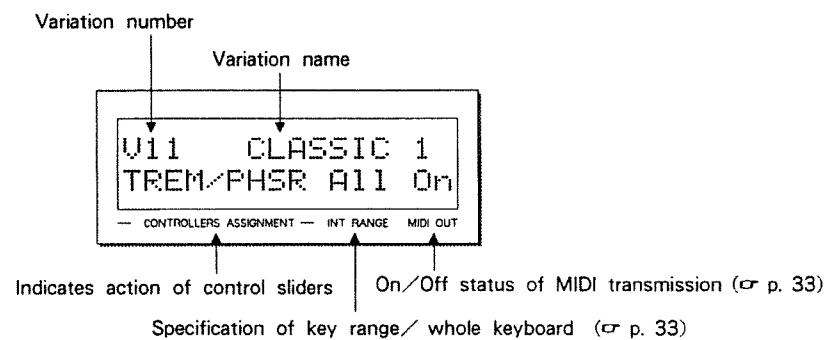 Variation number
Variation name
V11 CLASSIC 1
TREM/PHSR All On
— CONTROLLERS ASSIGNMENT — INT RANGE MIDI OUT
Indicates action of control sliders
On/Off status of MIDI transmission (☞ p. 33)
Specification of key range/ whole keyboard (☞ p. 33)